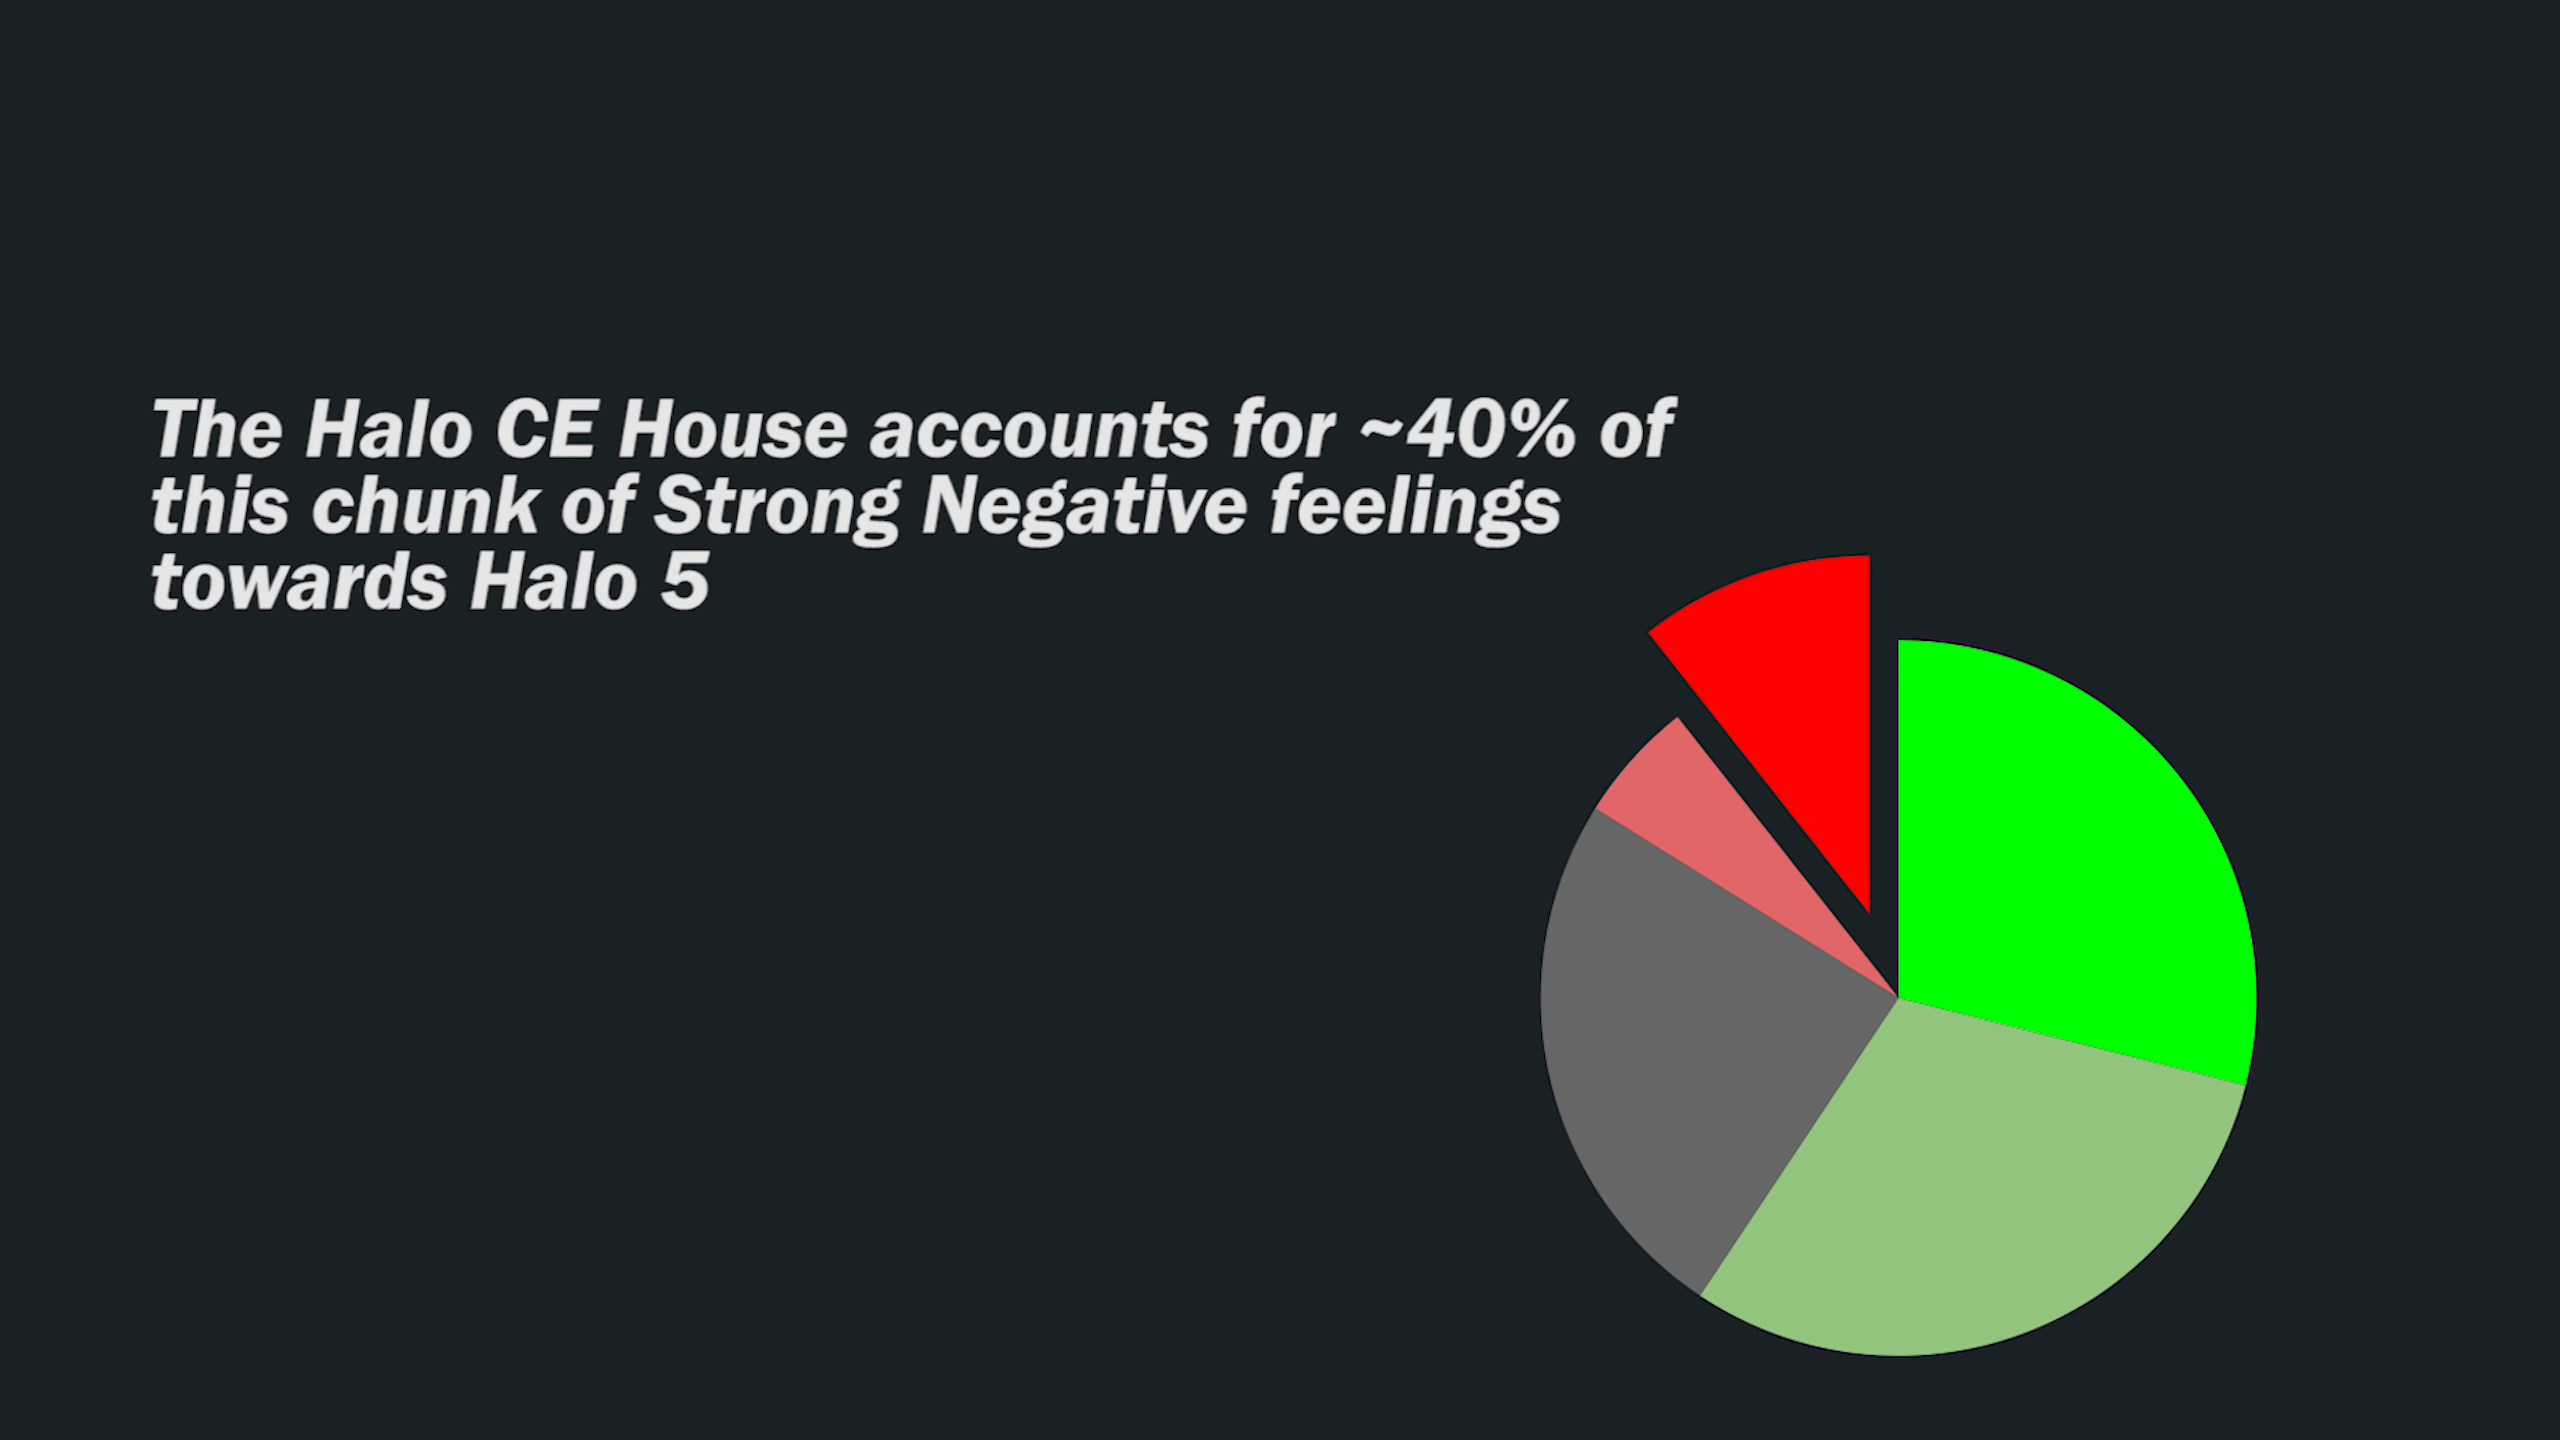 The Halo CE House accounts for ~40% of
this chunk of Strong Negative feelings
towards Halo 5